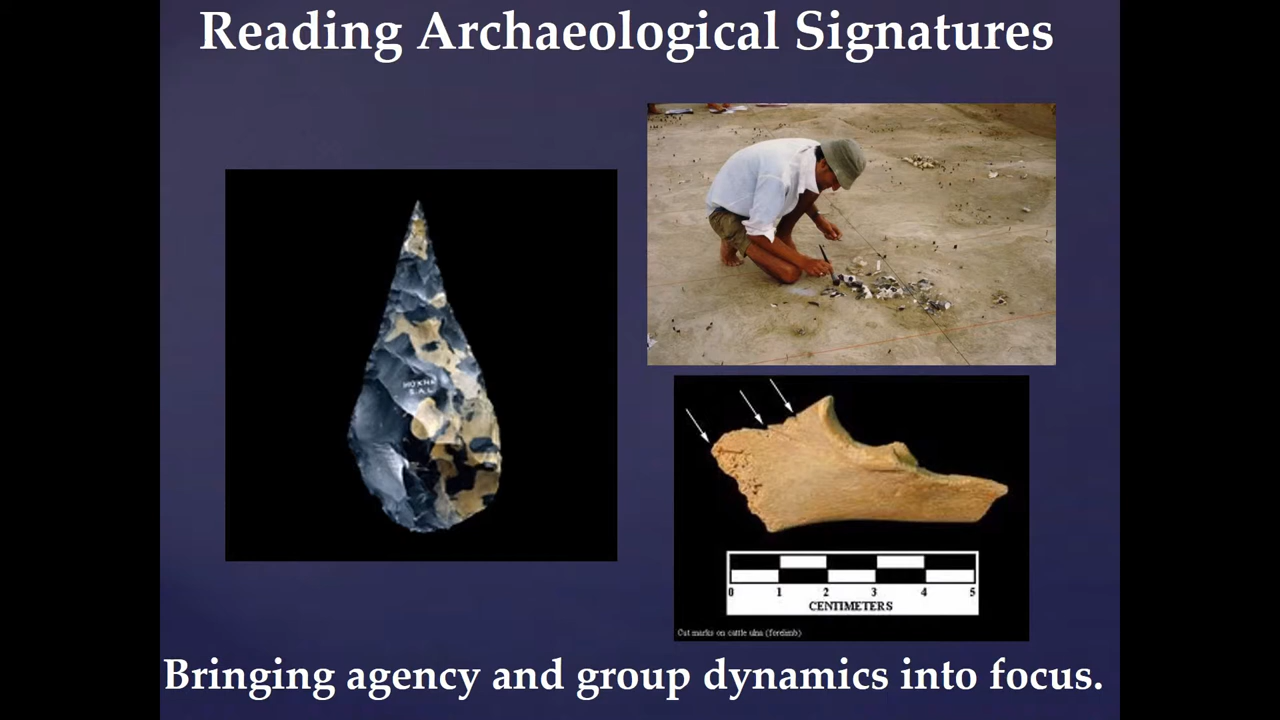 Reading Archaeological Signatures
HOXNE
S.A.L.
0 1 2 3 4 5
CENTIMETERS
Cut marks on cattle ulna (forelimb)
Bringing agency and group dynamics into focus.